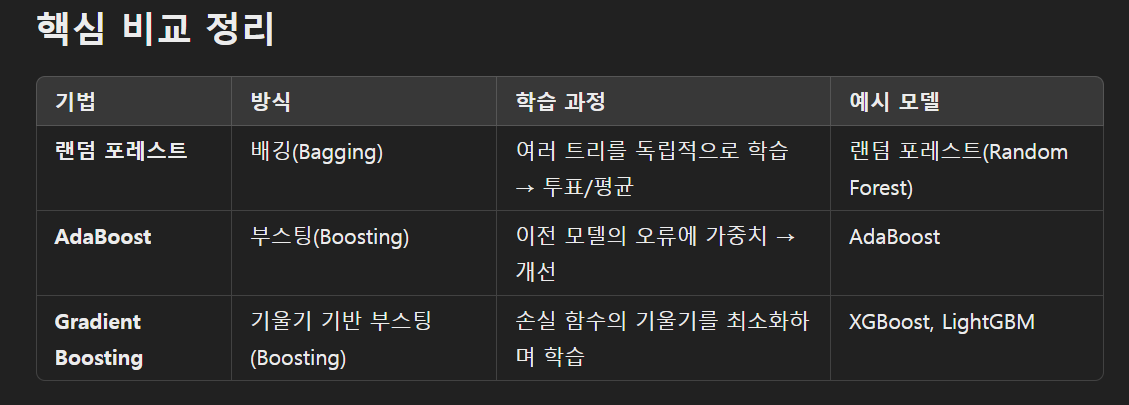 핵심 비교 정리
기법 방식 학습 과정 예시 모델
랜덤 포레스트 배깅(Bagging) 여러 트리를 독립적으로 학습 랜덤 포레스트(Random
→ 투표/평균 Forest)
AdaBoost 부스팅(Boosting) 이전 모델의 오류에 가중치 → AdaBoost
개선
Gradient 기울기 기반 부스팅 손실 함수의 기울기를 최소화하 XGBoost, LightGBM
Boosting (Boosting) 며 학습